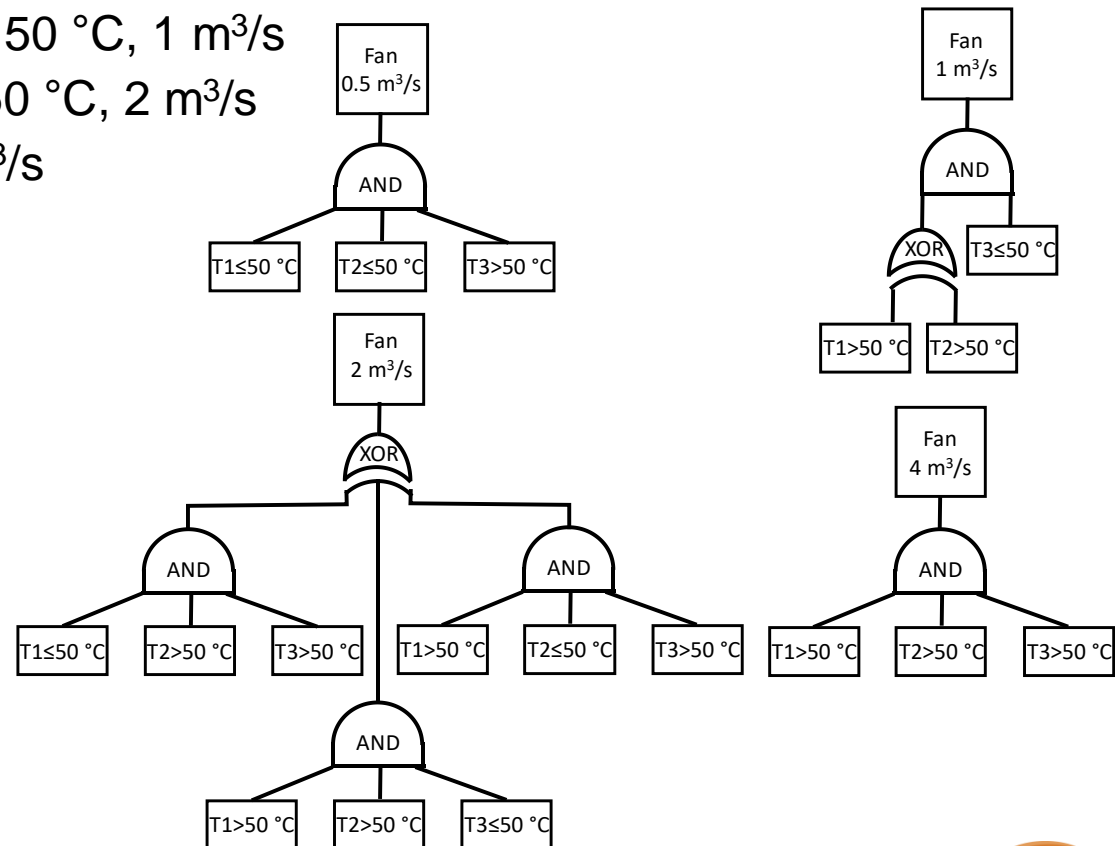 50 °C, 1 m³/s
0 °C, 2 m³/s
³/s
Fan
0.5 m³/s
AND
T1≤50 °C
T2≤50 °C
T3>50 °C
Fan
1 m³/s
AND
XOR
T3≤50 °C
T1>50 °C
T2>50 °C
Fan
2 m³/s
XOR
AND
T1≤50 °C
T2>50 °C
T3>50 °C
AND
T1>50 °C
T2≤50 °C
T3>50 °C
AND
T1>50 °C
T2>50 °C
T3≤50 °C
Fan
4 m³/s
AND
T1>50 °C
T2>50 °C
T3>50 °C